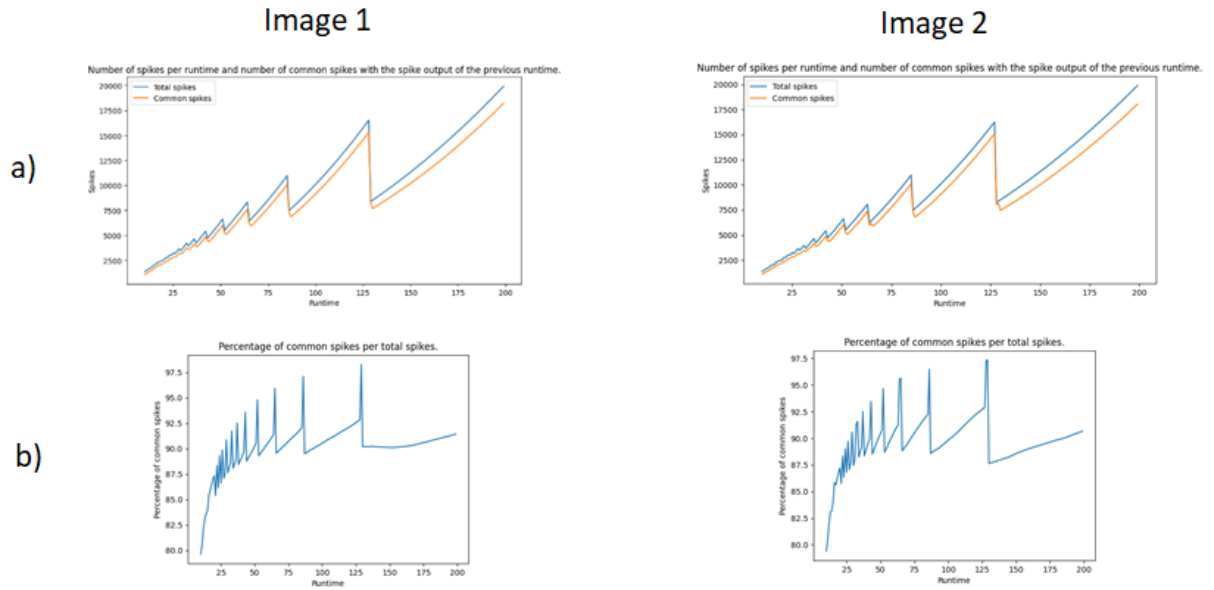 Image 1
Image 2
a)
Number of spikes per runtime and number of common spikes with the spike output of the previous runtime.
Total spikes
Common spikes
20000
17500
15000
12500
10000
7500
5000
2500
Spikes
25 50 75 100 125 150 175 200
Runtime
Number of spikes per runtime and number of common spikes with the spike output of the previous runtime.
Total spikes
Common spikes
20000
17500
15000
12500
10000
7500
5000
2500
Spikes
25 50 75 100 125 150 175 200
Runtime
b)
Percentage of common spikes per total spikes.
97.5
95.0
92.5
90.0
87.5
85.0
82.5
80.0
Percentage of common spikes
25 50 75 100 125 150 175 200
Runtime
Percentage of common spikes per total spikes.
97.5
95.0
92.5
90.0
87.5
85.0
82.5
80.0
Percentage of common spikes
25 50 75 100 125 150 175 200
Runtime